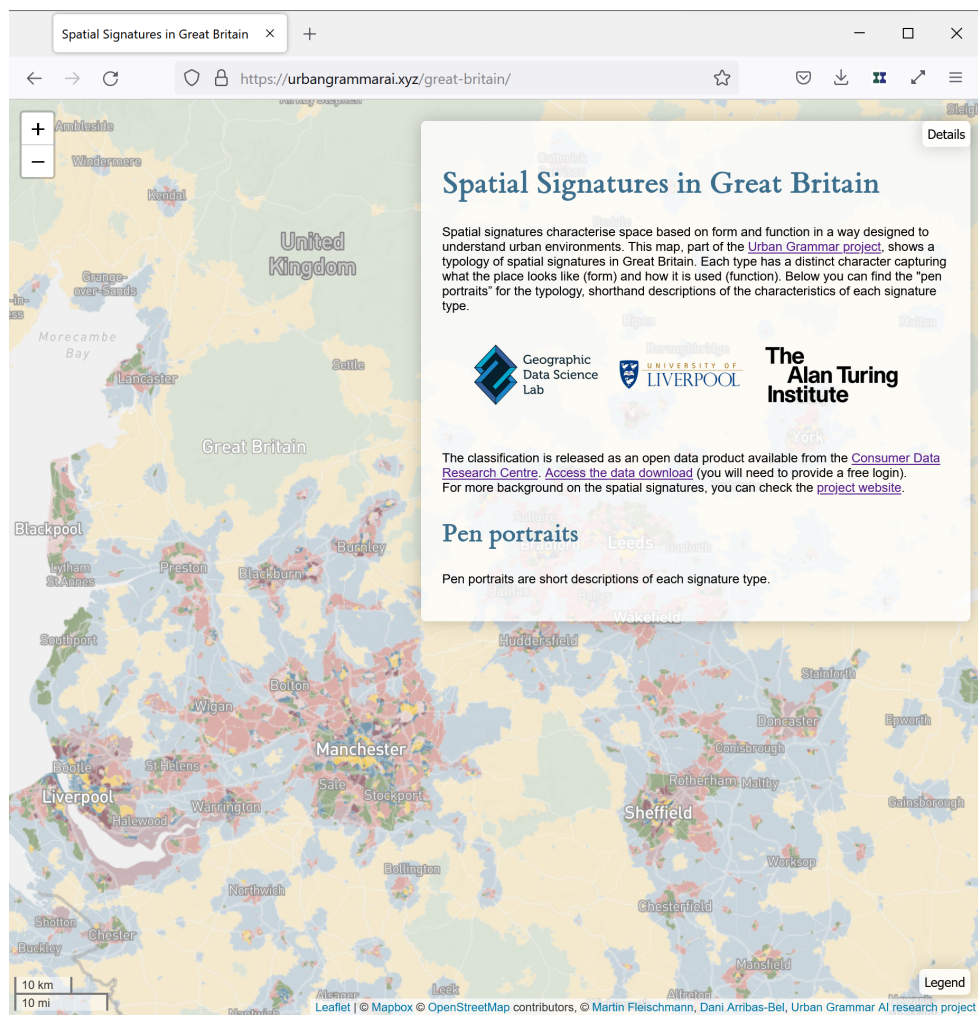 Spatial Signatures in Great Britain
https://urbangrammarai.xyz/great-britain/
+
−
Details
Spatial Signatures in Great Britain
Spatial signatures characterise space based on form and function in a way designed to
understand urban environments. This map, part of the Urban Grammar project, shows a
typology of spatial signatures in Great Britain. Each type has a distinct character capturing
what the place looks like (form) and how it is used (function). Below you can find the "pen
portraits" for the typology, shorthand descriptions of the characteristics of each signature
type.
Geographic
Data Science
Lab
UNIVERSITY OF
LIVERPOOL
The
Alan Turing
Institute
The classification is released as an open data product available from the Consumer Data
Research Centre. Access the data download (you will need to provide a free login).
For more background on the spatial signatures, you can check the project website.
Pen portraits
Pen portraits are short descriptions of each signature type.
Kirkby Stephen
Ambleside
Windermere
Kendal
United
Kingdom
Grange-
over-Sands
Morecambe
Bay
Settle
Lancaster
Great Britain
York
Blackpool
Burnley
Bradford
Leeds
Lytham
St Annes
Preston
Blackburn
Wakefield
Southport
Huddersfield
Bolton
Stainforth
Wigan
Doncaster
Epworth
Manchester
Conisbrough
Bootle
St Helens
Sale
Stockport
Rotherham
Maltby
Liverpool
Warrington
Halewood
Sheffield
Gainsborough
Bollington
Worksop
Northwich
Chesterfield
Shotton
Chester
Buckley
Mansfield
Leek
Alfreton
Nantwich
10 km
10 mi
Legend
Leaflet | © Mapbox © OpenStreetMap contributors, © Martin Fleischmann, Dani Arribas-Bel, Urban Grammar AI research project